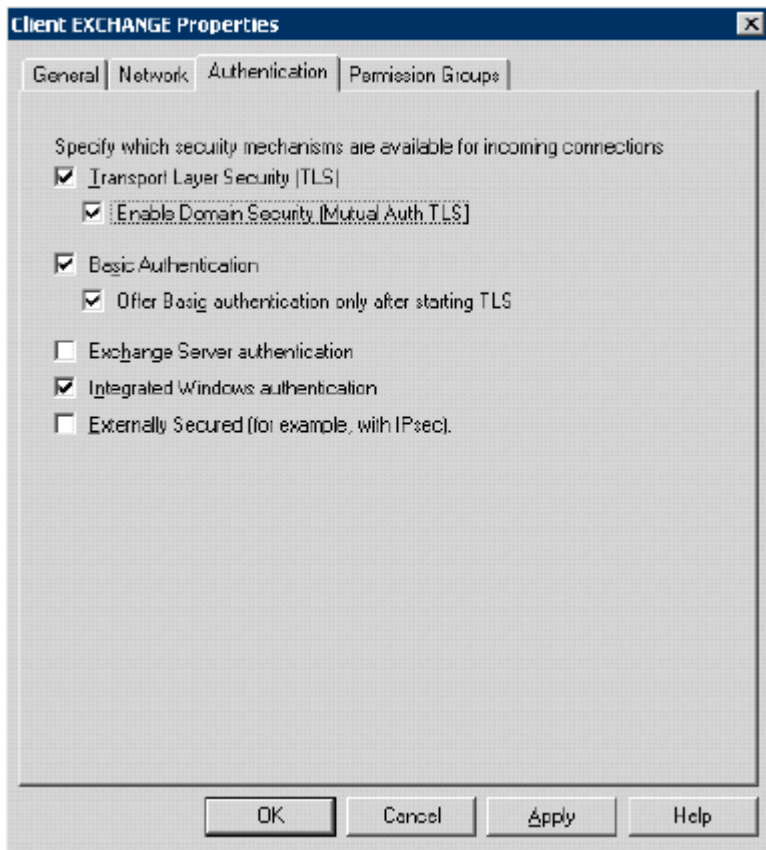 Client EXCHANGE Properties
General Network Authentication Permission Groups
Specify which security mechanisms are available for incoming connections
Transport Layer Security (TLS)
Enable Domain Security (Mutual Auth TLS)
Basic Authentication
Offer Basic authentication only after starting TLS
Exchange Server authentication
Integrated Windows authentication
Externally Secured (for example, with IPsec).
OK Cancel Apply Help